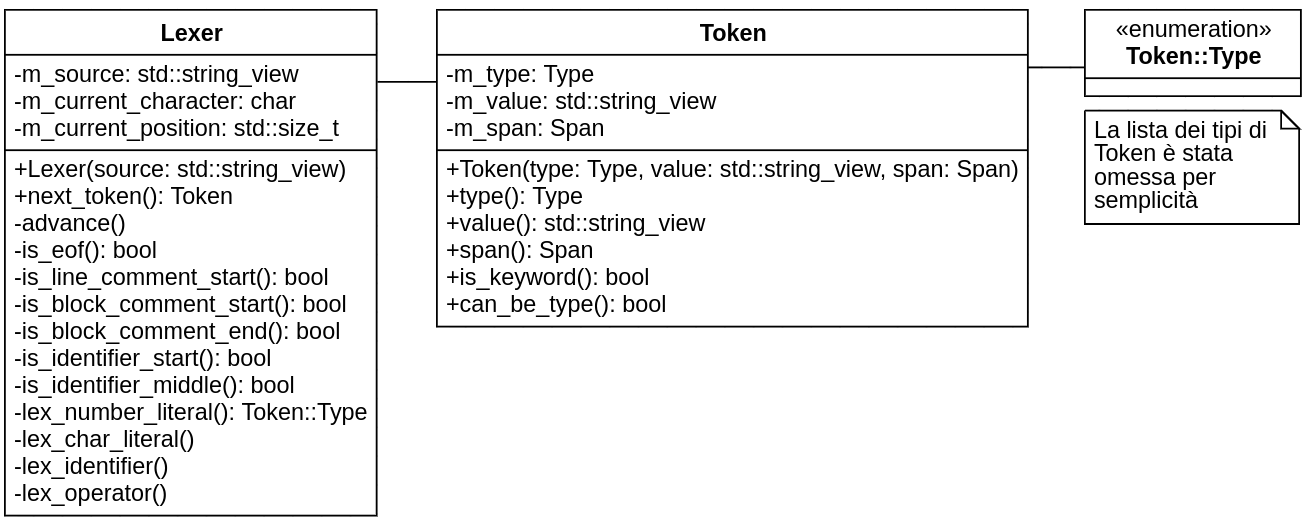 Lexer
-m_source: std::string_view
-m_current_character: char
-m_current_position: std::size_t
+Lexer(source: std::string_view)
+next_token(): Token
-advance()
-is_eof(): bool
-is_line_comment_start(): bool
-is_block_comment_start(): bool
-is_block_comment_end(): bool
-is_identifier_start(): bool
-is_identifier_middle(): bool
-lex_number_literal(): Token::Type
-lex_char_literal()
-lex_identifier()
-lex_operator()
Token
-m_type: Type
-m_value: std::string_view
-m_span: Span
+Token(type: Type, value: std::string_view, span: Span)
+type(): Type
+value(): std::string_view
+span(): Span
+is_keyword(): bool
+can_be_type(): bool
«enumeration»
Token::Type
La lista dei tipi di
Token è stata
omessa per
semplicità